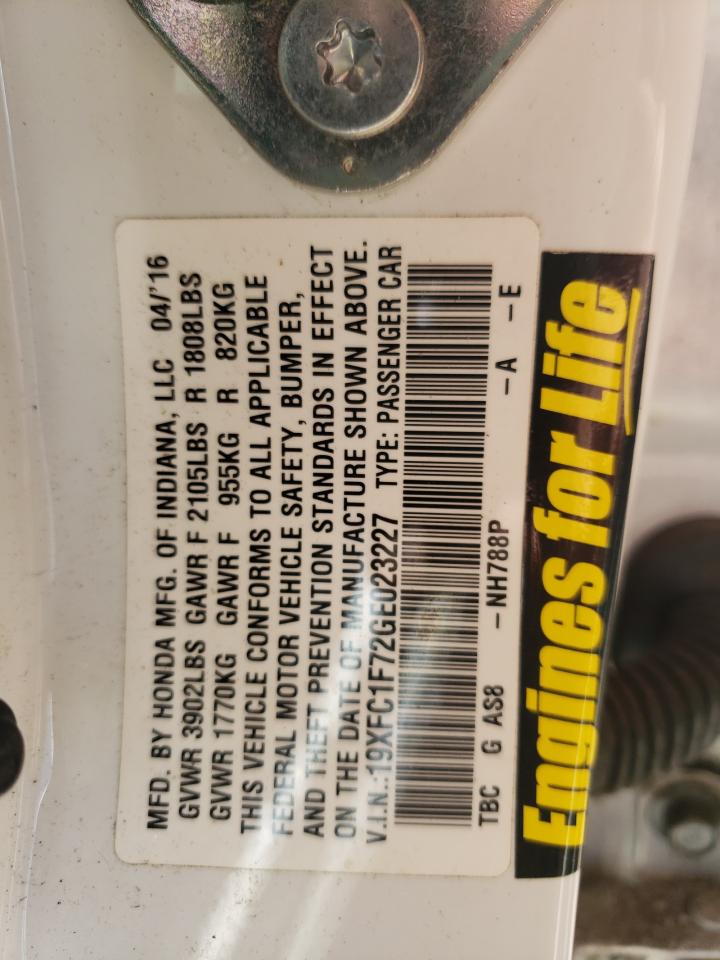 MFD. BY HONDA MFG. OF INDIANA, LLC 04/'16
GVWR 3902LBS GAWR F 2105LBS R 1808LBS
GVWR 1770KG GAWR F 955KG R 820KG
THIS VEHICLE CONFORMS TO ALL APPLICABLE
FEDERAL MOTOR VEHICLE SAFETY, BUMPER,
AND THEFT PREVENTION STANDARDS IN EFFECT
ON THE DATE OF MANUFACTURE SHOWN ABOVE.
V.I.N.:19XFC1F72GE023227 TYPE: PASSENGER CAR
TBC G AS8 –NH788P –A –E
Engines for Life